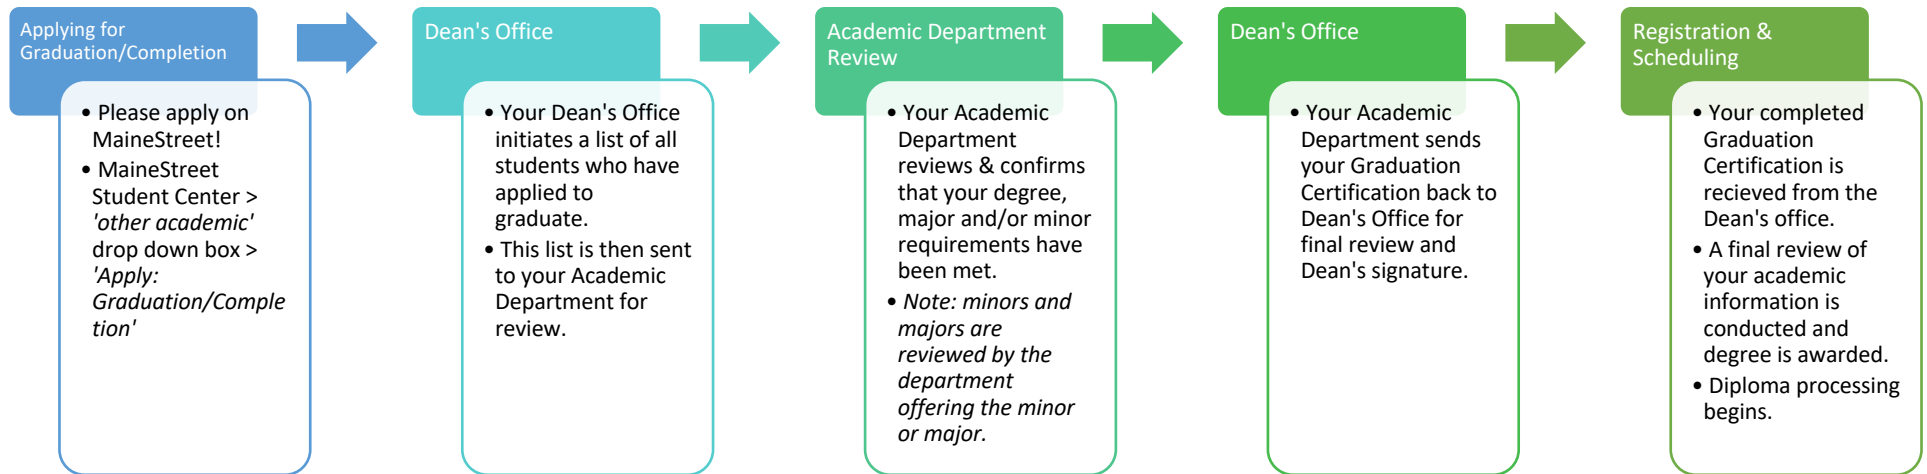 Applying for
Graduation/Completion
• Please apply on
MaineStreet!
• MaineStreet
Student Center >
'other academic'
drop down box >
'Apply:
Graduation/Comple
tion'
Dean's Office
• Your Dean's Office
initiates a list of all
students who have
applied to
graduate.
• This list is then sent
to your Academic
Department for
review.
Academic Department
Review
• Your Academic
Department
reviews & confirms
that your degree,
major and/or minor
requirements have
been met.
• Note: minors and
majors are
reviewed by the
department
offering the minor
or major.
Dean's Office
• Your Academic
Department sends
your Graduation
Certification back to
Dean's Office for
final review and
Dean's signature.
Registration &
Scheduling
• Your completed
Graduation
Certification is
recieved from the
Dean's office.
• A final review of
your academic
information is
conducted and
degree is awarded.
• Diploma processing
begins.